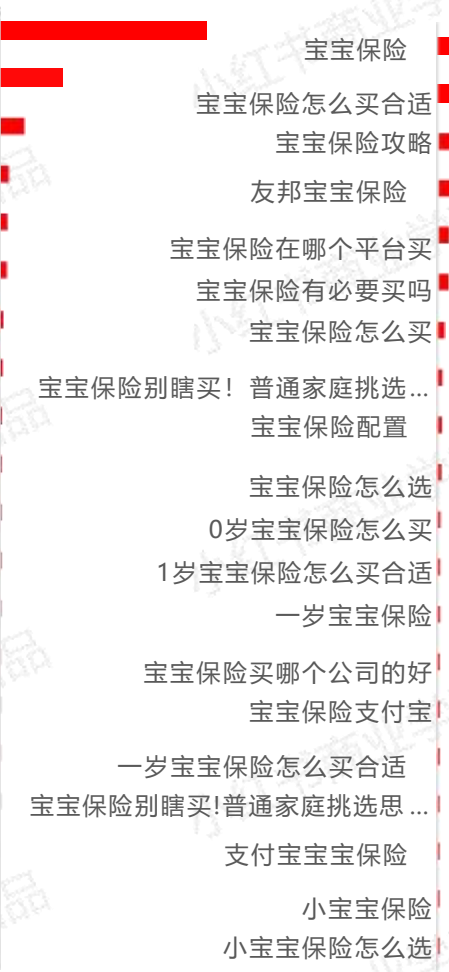 宝宝保险
宝宝保险怎么买合适
宝宝保险攻略
友邦宝宝保险
宝宝保险在哪个平台买
宝宝保险有必要买吗
宝宝保险怎么买
宝宝保险别瞎买！普通家庭挑选...
宝宝保险配置
宝宝保险怎么选
0岁宝宝保险怎么买
1岁宝宝保险怎么买合适
一岁宝宝保险
宝宝保险买哪个公司的好
宝宝保险支付宝
一岁宝宝保险怎么买合适
宝宝保险别瞎买!普通家庭挑选思...
支付宝宝宝保险
小宝宝保险
小宝宝保险怎么选